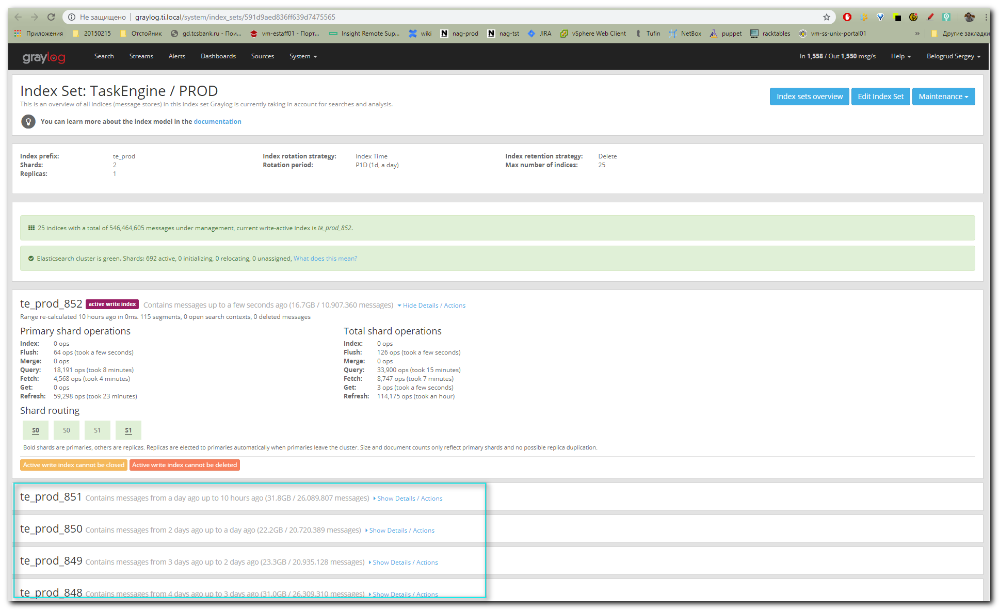 Не защищено | graylog.ti.local/system/index_sets/591d9aed836ff639d7475565
Приложения 20150215 Отстойник gd.tcsbank.ru - Пои... vm-estaff01 - Порт... Insight Remote Sup... wiki nag-prod nag-tst JIRA vSphere Web Client Tufin NetBox puppet racktables vm-ss-unix-portal01 » Другие закладки
graylog Search Streams Alerts Dashboards Sources System In 1,558 / Out 1,550 msg/s Help Belogrud Sergey
Index Set: TaskEngine / PROD
Index sets overview Edit Index Set Maintenance
This is an overview of all indices (message stores) in this index set Graylog is currently taking in account for searches and analysis.
You can learn more about the index model in the documentation
Index prefix: te_prod Index rotation strategy: Index Time Index retention strategy: Delete
Shards: 2 Rotation period: P1D (1d, a day) Max number of indices: 25
Replicas: 1
25 indices with a total of 546,464,605 messages under management, current write-active index is te_prod_852.
Elasticsearch cluster is green. Shards: 692 active, 0 initializing, 0 relocating, 0 unassigned, What does this mean?
te_prod_852 active write index Contains messages up to a few seconds ago (16.7GB / 10,907,360 messages) Hide Details / Actions
Range re-calculated 10 hours ago in 0ms. 115 segments, 0 open search contexts, 0 deleted messages
Primary shard operations
Index: 0 ops
Flush: 64 ops (took a few seconds)
Merge: 0 ops
Query: 18,191 ops (took 8 minutes)
Fetch: 4,568 ops (took 4 minutes)
Get: 0 ops
Refresh: 59,298 ops (took 23 minutes)
Total shard operations
Index: 0 ops
Flush: 126 ops (took a few seconds)
Merge: 0 ops
Query: 33,900 ops (took 15 minutes)
Fetch: 8,747 ops (took 7 minutes)
Get: 3 ops (took a few seconds)
Refresh: 114,175 ops (took an hour)
Shard routing
S0 S0 S1 S1
Bold shards are primaries, others are replicas. Replicas are elected to primaries automatically when primaries leave the cluster. Size and document counts only reflect primary shards and no possible replica duplication.
Active write index cannot be closed Active write index cannot be deleted
te_prod_851 Contains messages from a day ago up to 10 hours ago (31.8GB / 26,089,807 messages) Show Details / Actions
te_prod_850 Contains messages from 2 days ago up to a day ago (22.2GB / 20,720,389 messages) Show Details / Actions
te_prod_849 Contains messages from 3 days ago up to 2 days ago (23.3GB / 20,935,128 messages) Show Details / Actions
te_prod_848 Contains messages from 4 days ago up to 3 days ago (31.0GB / 26,309,310 messages) Show Details / Actions